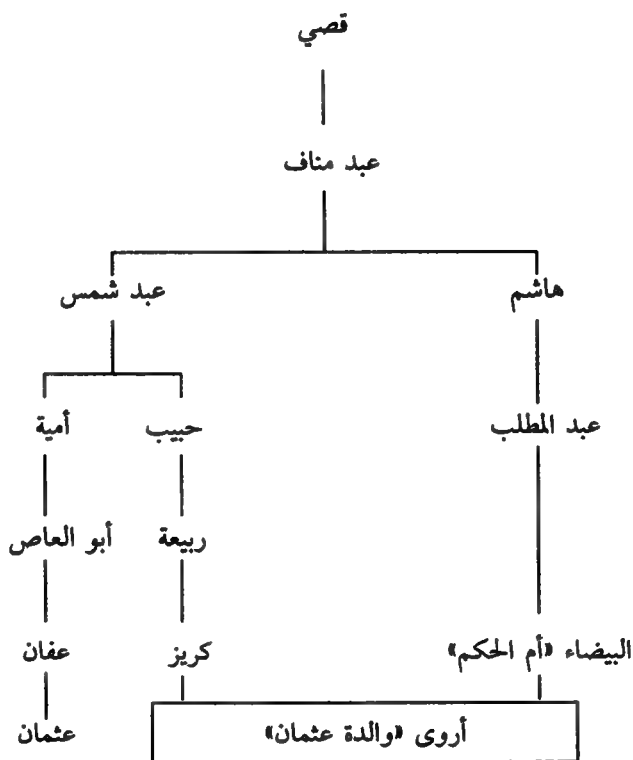 قصي
عبد مناف
هاشم
عبد شمس
عبد المطلب
حبيب
أمية
ربيعة
أبو العاص
البيضاء «أم الحكم»
كريز
عفان
أروى «والدة عثمان»
عثمان